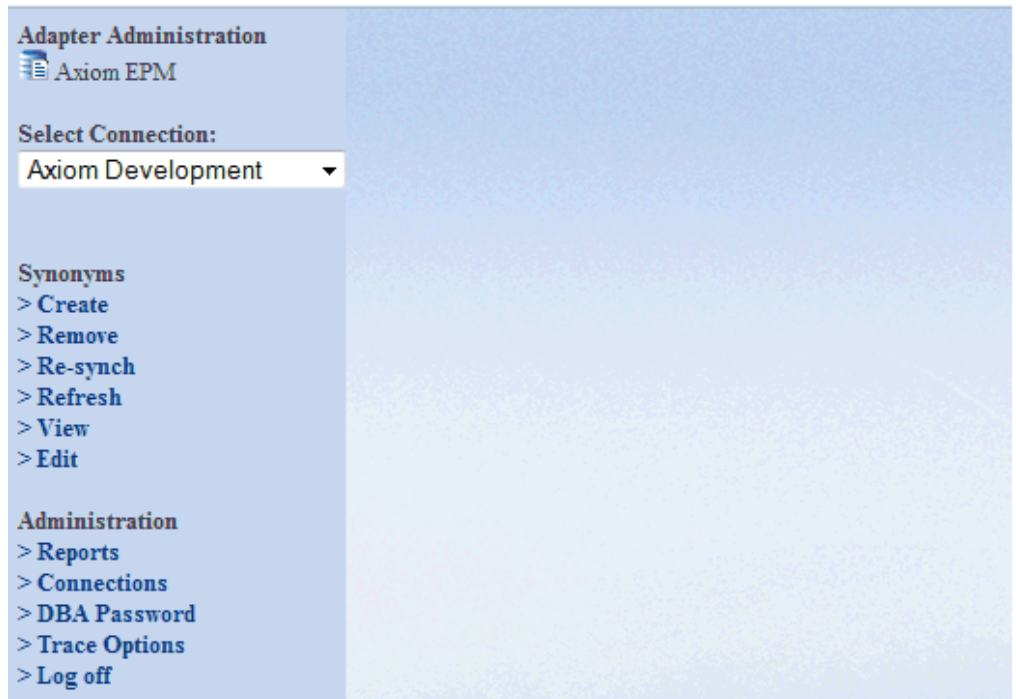 Adapter Administration
Axiom EPM
Select Connection:
Axiom Development
Synonyms
> Create
> Remove
> Re-synch
> Refresh
> View
> Edit
Administration
> Reports
> Connections
> DBA Password
> Trace Options
> Log off